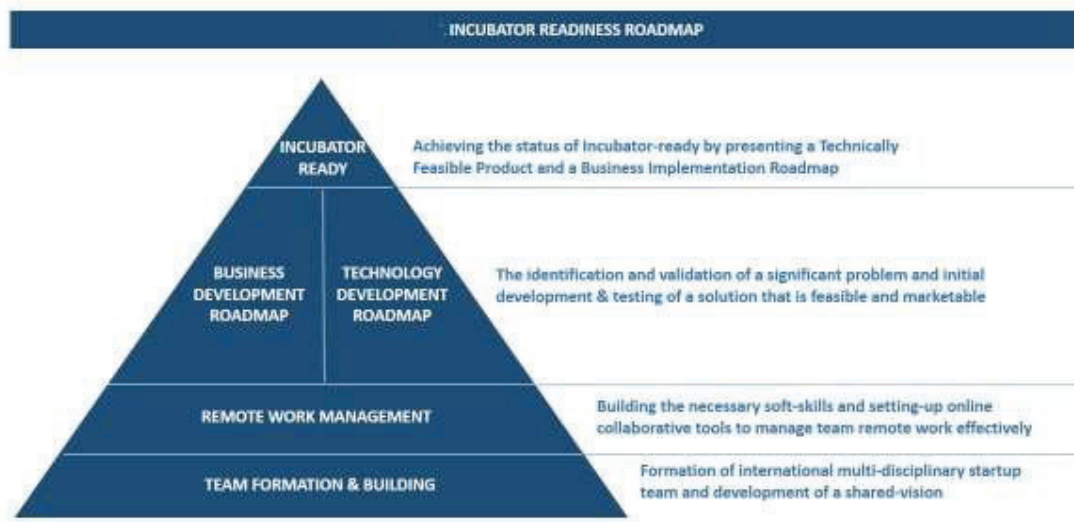 INCUBATOR READINESS ROADMAP
INCUBATOR
READY
Achieving the status of Incubator-ready by presenting a Technically
Feasible Product and a Business Implementation Roadmap
BUSINESS
DEVELOPMENT
ROADMAP
TECHNOLOGY
DEVELOPMENT
ROADMAP
The identification and validation of a significant problem and initial
development & testing of a solution that is feasible and marketable
REMOTE WORK MANAGEMENT
Building the necessary soft-skills and setting-up online
collaborative tools to manage team remote work effectively
TEAM FORMATION & BUILDING
Formation of international multi-disciplinary startup
team and development of a shared-vision